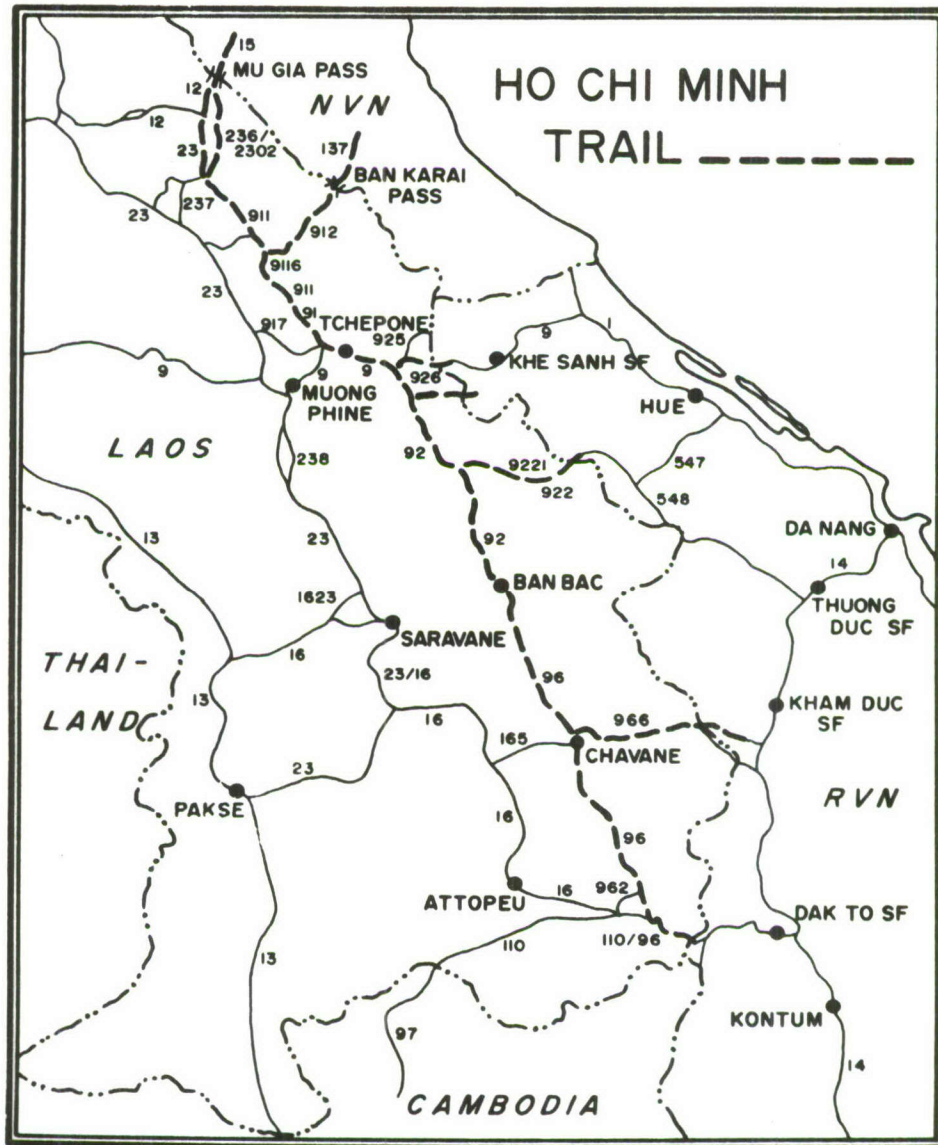 15
MU GIA PASS
HO CHI MINH
TRAIL
12
NVN
12
236/
2302
137
23
BAN KARAI
PASS
237
23
911
912
9116
23
911
91
917
TCHEPONE
925
9
1
9
9
9
926
KHE SANH SF
MUONG
PHINE
HUE
LAOS
238
92
9221
922
547
548
13
23
92
DA NANG
14
BAN BAC
THUONG
DUC SF
1623
SARAVANE
16
THAI-
LAND
23/16
96
13
16
966
KHAM DUC
SF
165
CHAVANE
23
PAKSE
RVN
16
96
ATTOPEU
16
962
DAK TO SF
110
110/96
13
97
KONTUM
14
CAMBODIA